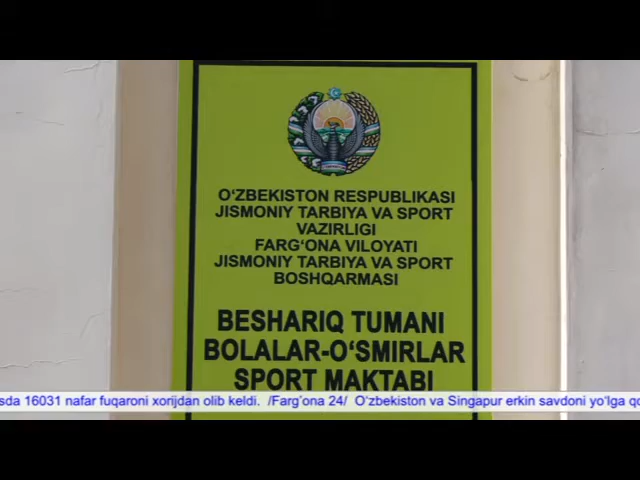 O‘ZBEKISTON RESPUBLIKASI
JISMONIY TARBIYA VA SPORT
VAZIRLIGI
FARG‘ONA VILOYATI
JISMONIY TARBIYA VA SPORT
BOSHQARMASI
BESHARIQ TUMANI
BOLALAR-O‘SMIRLAR
SPORT MAKTABI
sda 16031 nafar fuqaroni xorijdan olib keldi. /Farg‘ona 24/ O‘zbekiston va Singapur erkin savdoni yo‘lga